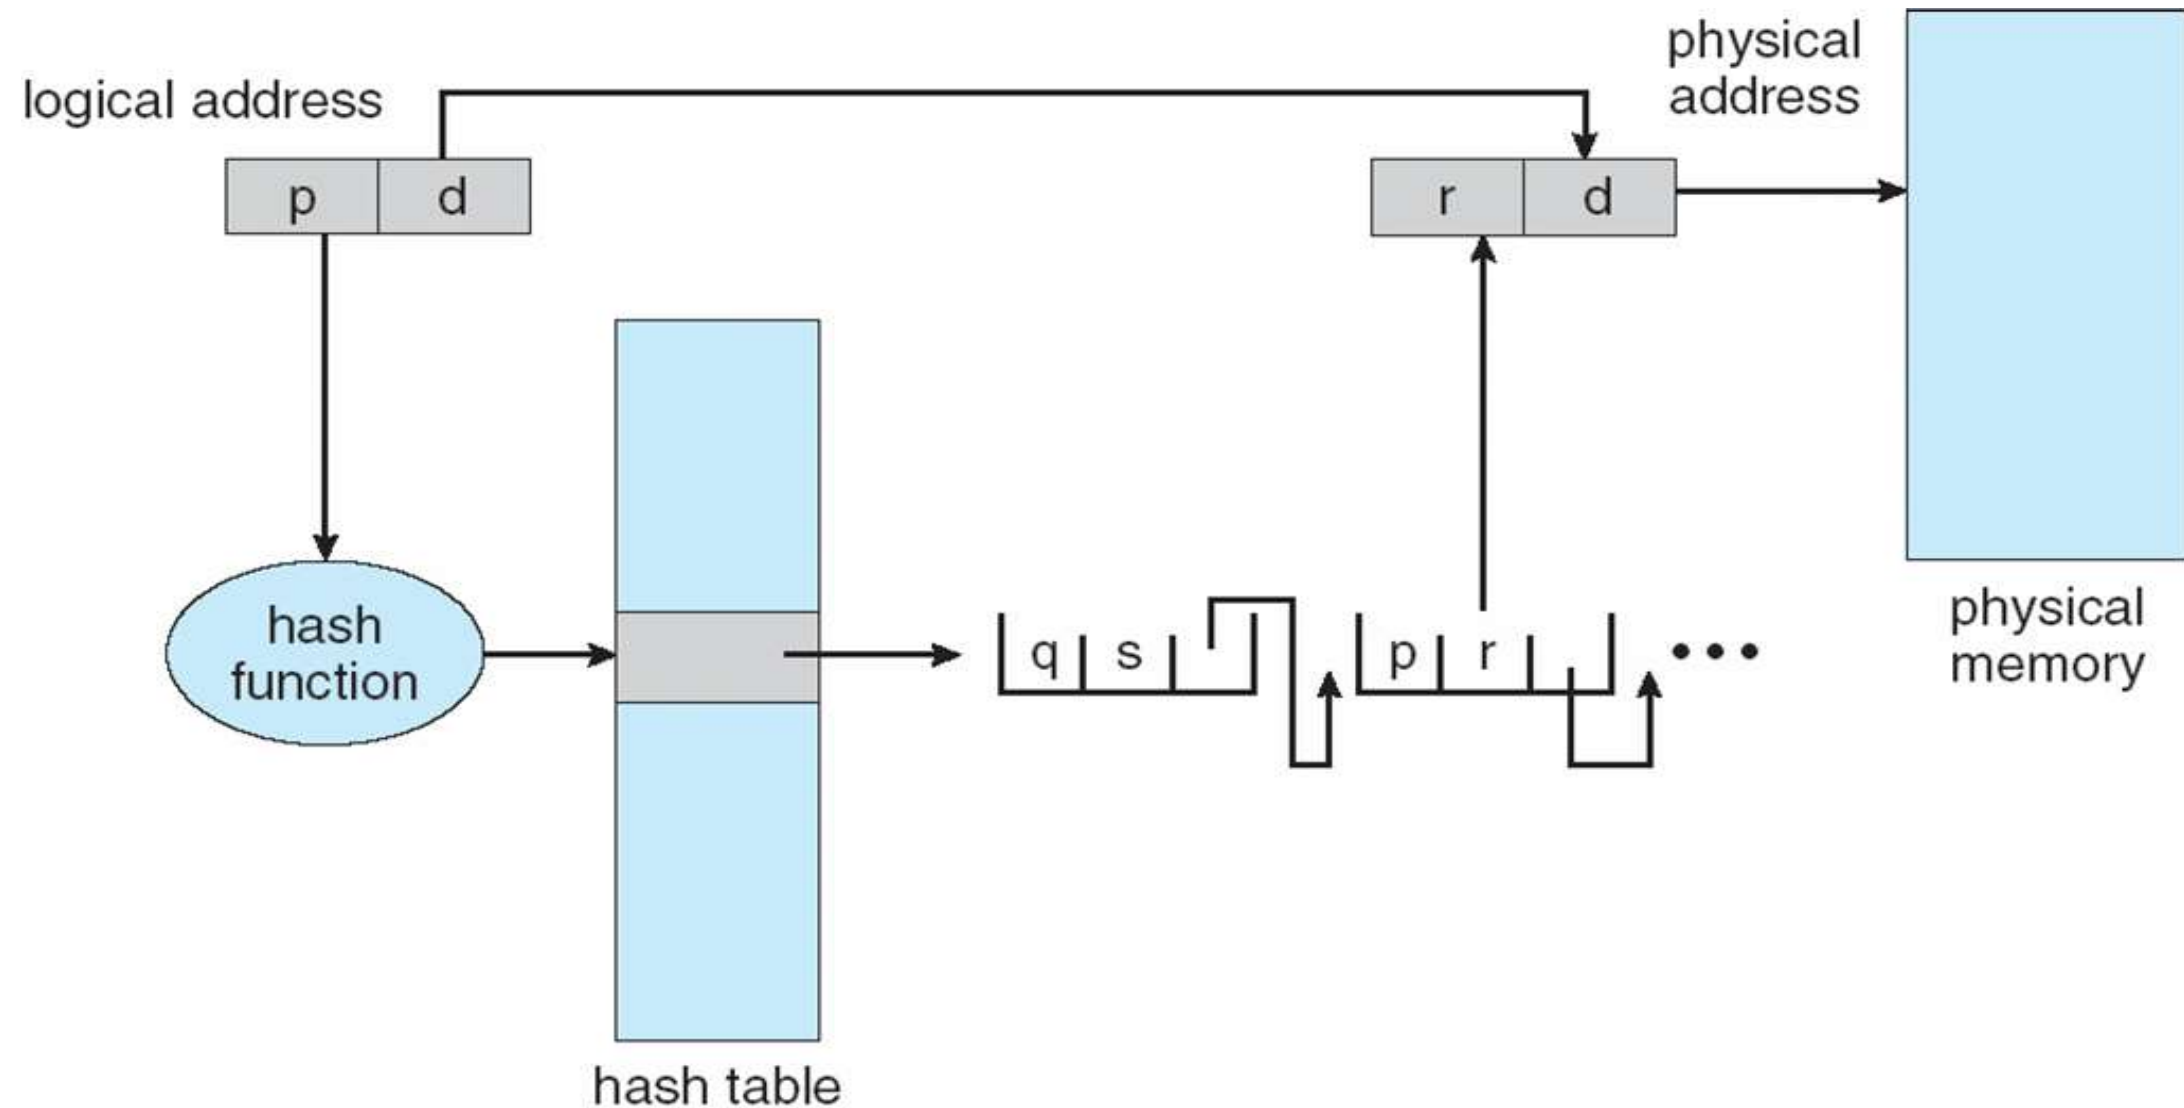 logical address
physical
address
p d
r d
hash
function
q s
p r
•••
physical
memory
hash table